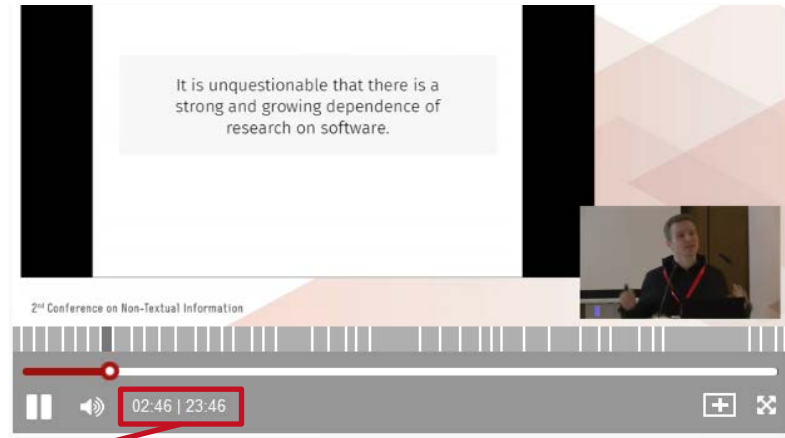 It is unquestionable that there is a
strong and growing dependence of
research on software.
2nd Conference on Non-Textual Information
02:46 | 23:46